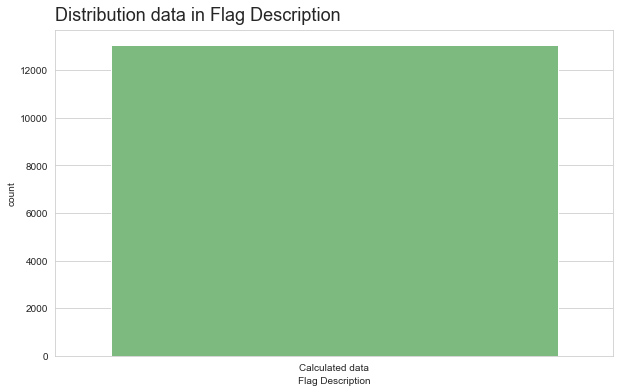 Distribution data in Flag Description
12000
10000
8000
6000
4000
2000
0
count
Calculated data
Flag Description